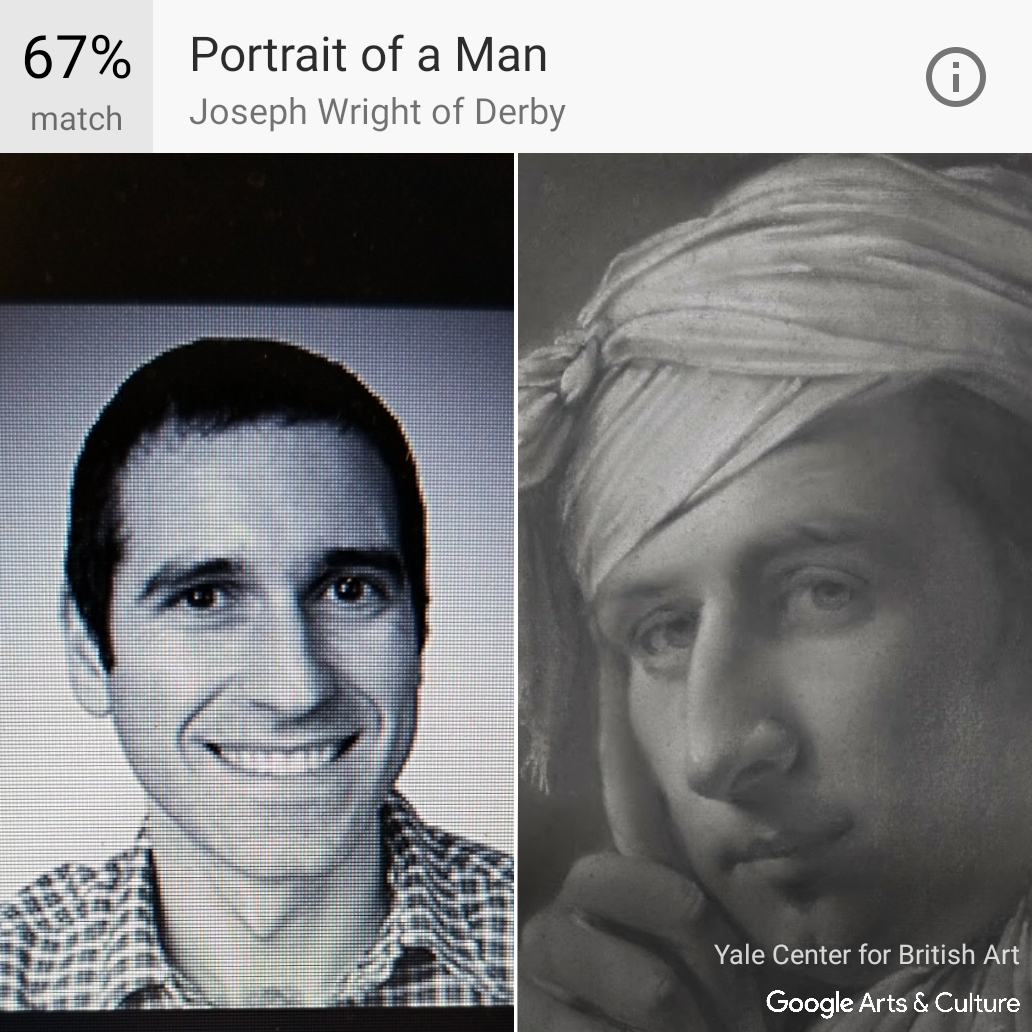 67%
match
Portrait of a Man
Joseph Wright of Derby
Yale Center for British Art
Google Arts & Culture